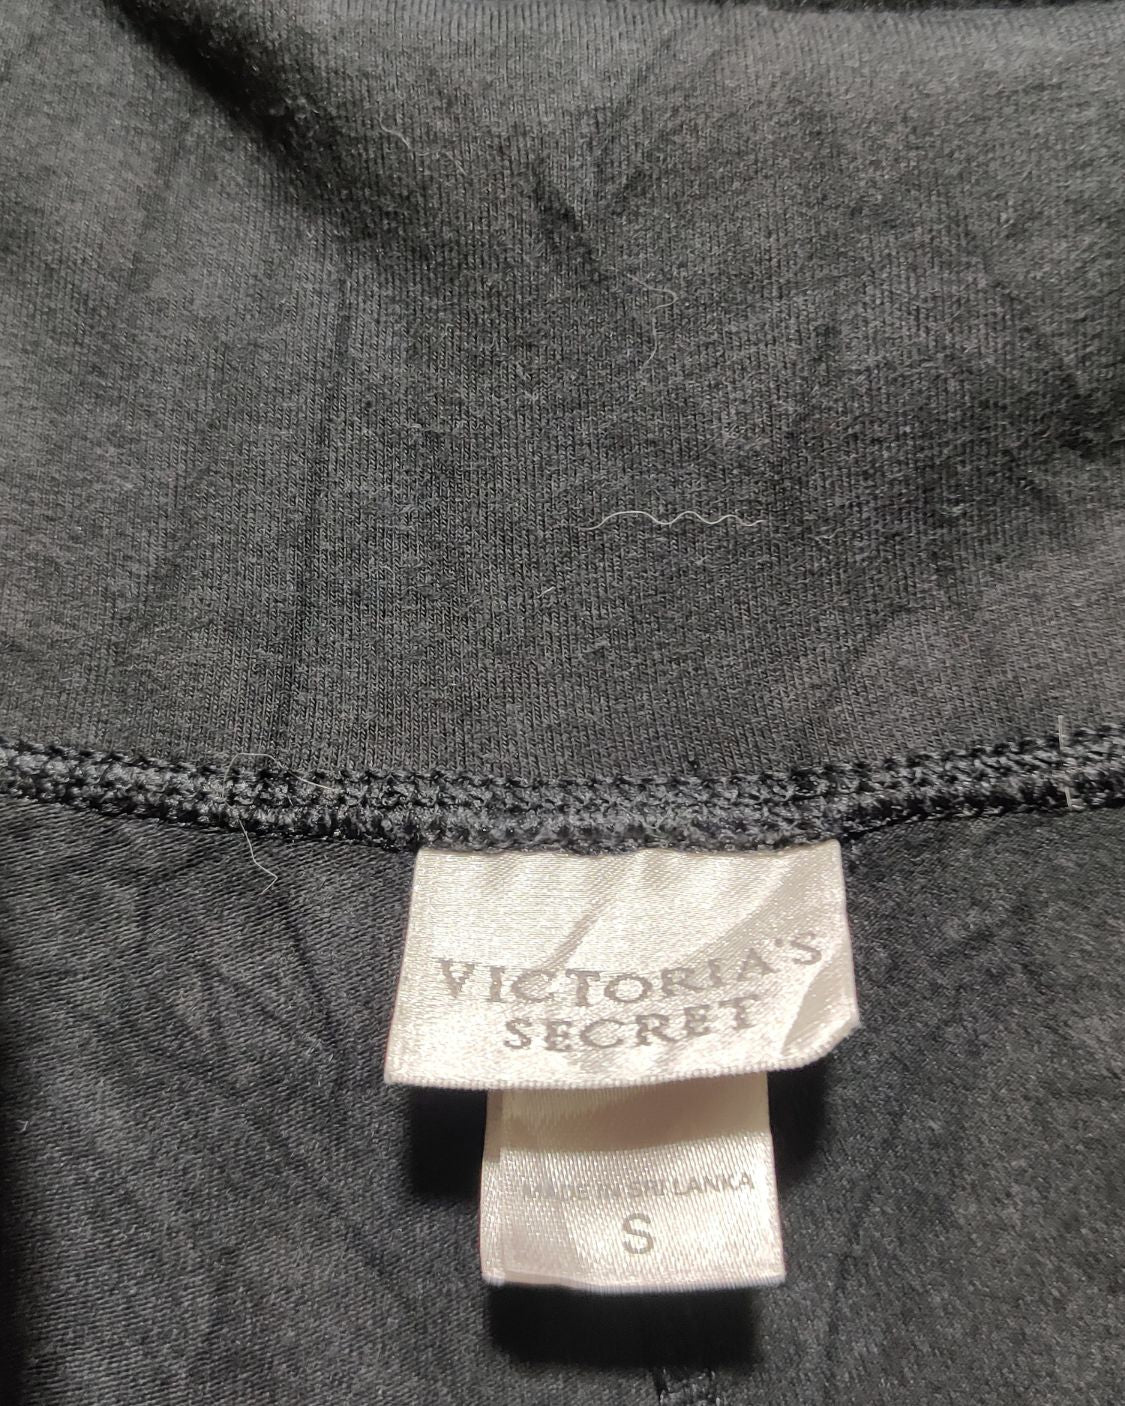 VICTORIA'S
SECRET
MADE IN SRI LANKA
S